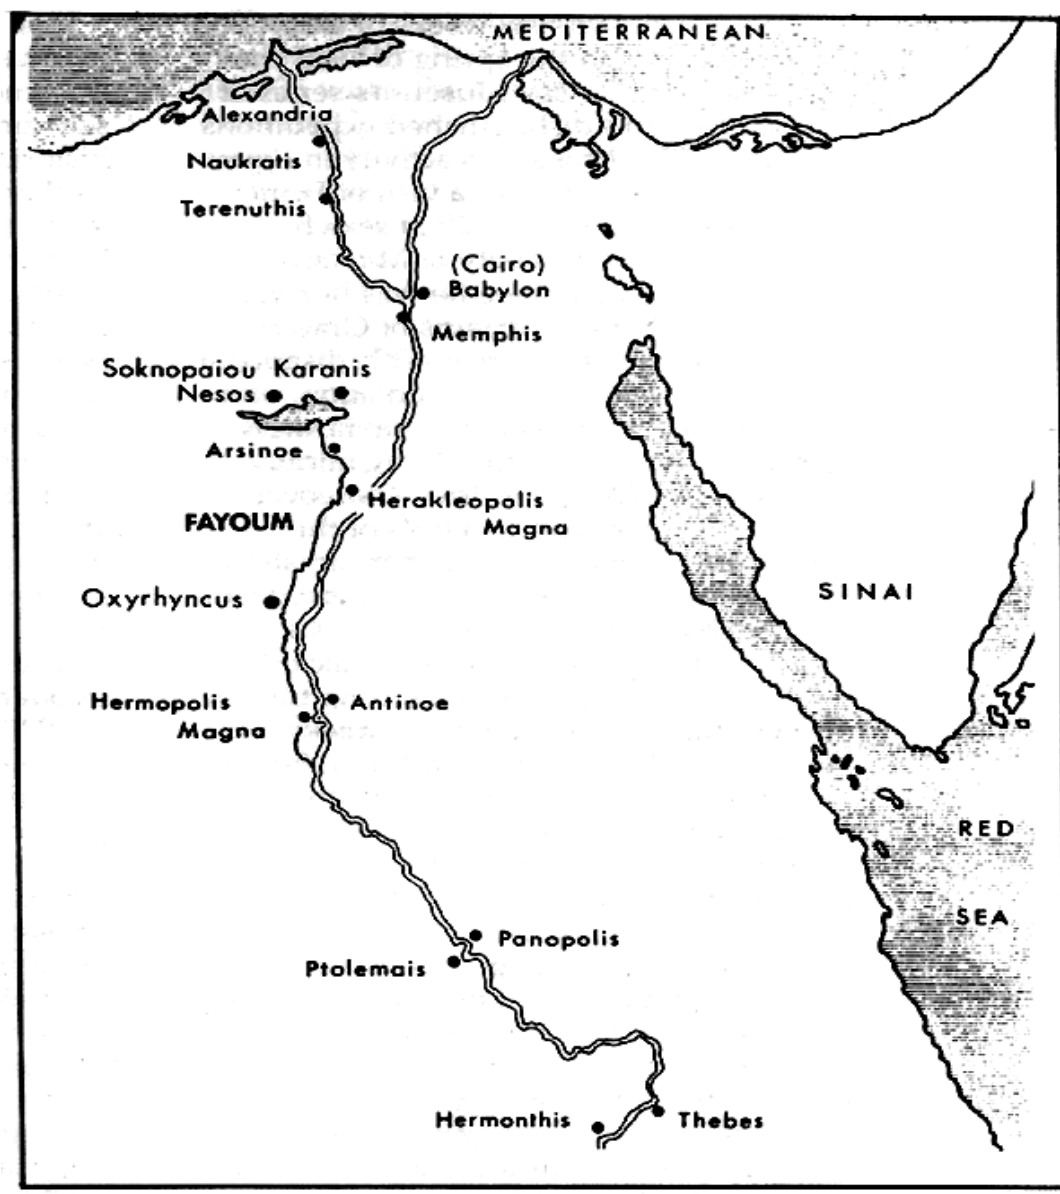 MEDITERRANEAN
Alexandria
Naukratis
Terenuthis
(Cairo)
Babylon
Memphis
Soknopaiou
Nesos
Karanis
Arsinoe
Herakleopolis
Magna
FAYOUM
Oxyrhyncus
SINAI
Hermopolis
Magna
Antinoe
RED
SEA
Panopolis
Ptolemais
Hermonthis
Thebes